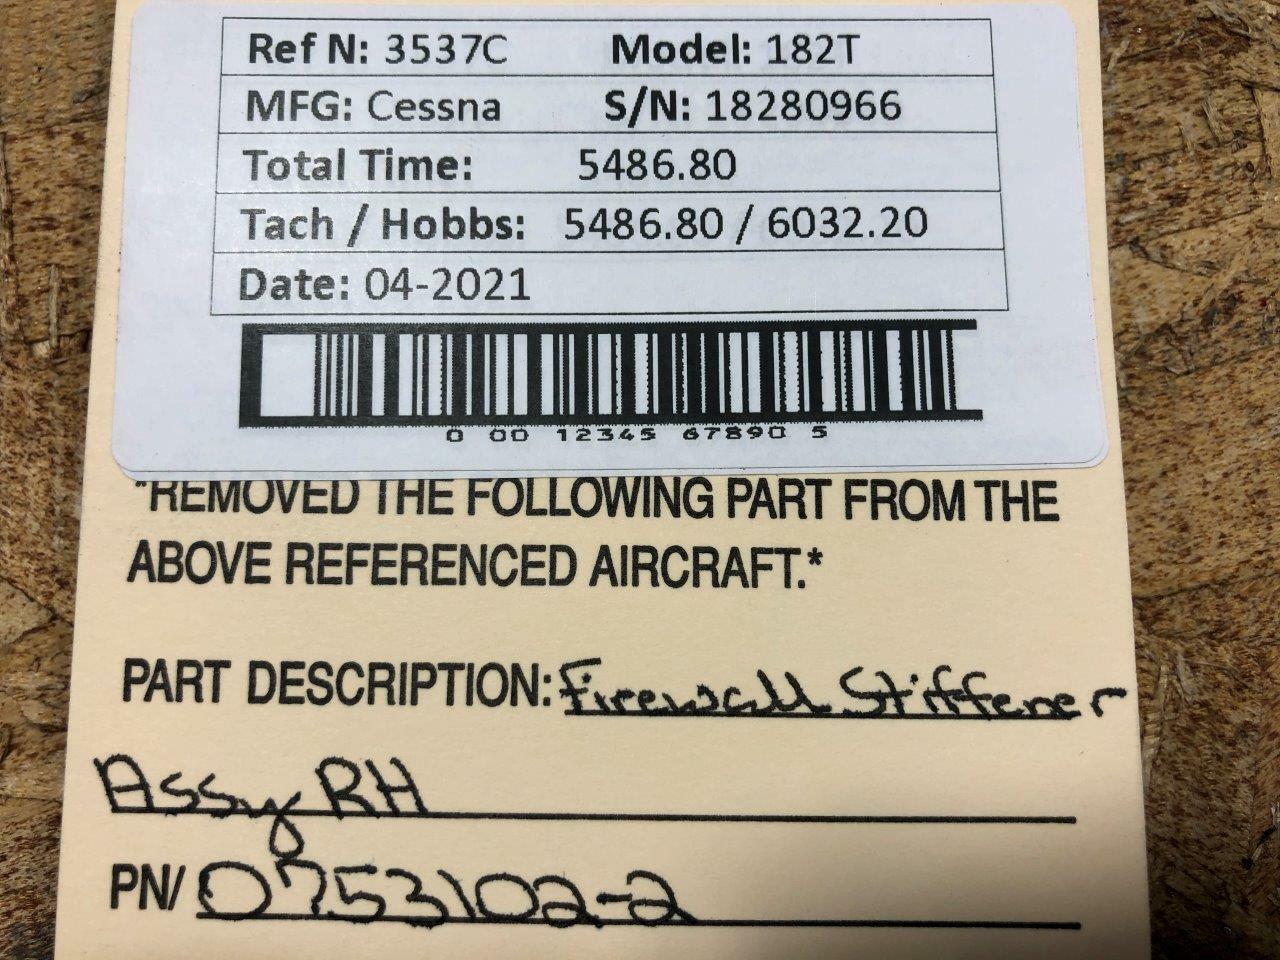 Ref N: 3537C Model: 182T
MFG: Cessna S/N: 18280966
Total Time: 5486.80
Tach / Hobbs: 5486.80 / 6032.20
Date: 04-2021
0 00 12345 67890 5
*REMOVED THE FOLLOWING PART FROM THE
ABOVE REFERENCED AIRCRAFT.*
PART DESCRIPTION: Firewall Stiffener
Assy RH
PN/ 0753102-2